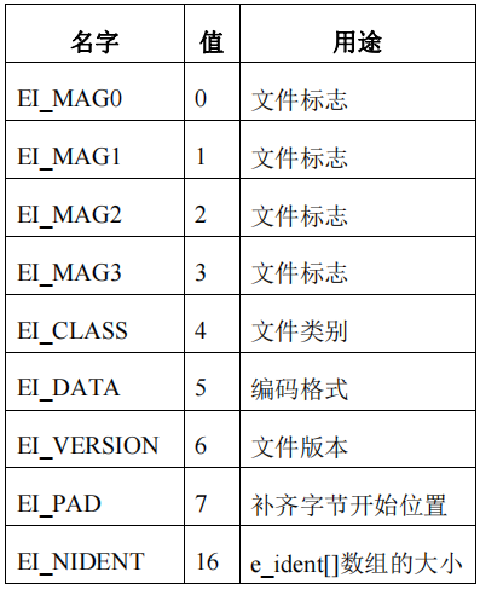 名字 值 用途
EI_MAG0 0 文件标志
EI_MAG1 1 文件标志
EI_MAG2 2 文件标志
EI_MAG3 3 文件标志
EI_CLASS 4 文件类别
EI_DATA 5 编码格式
EI_VERSION 6 文件版本
EI_PAD 7 补齐字节开始位置
EI_NIDENT 16 e_ident[]数组的大小